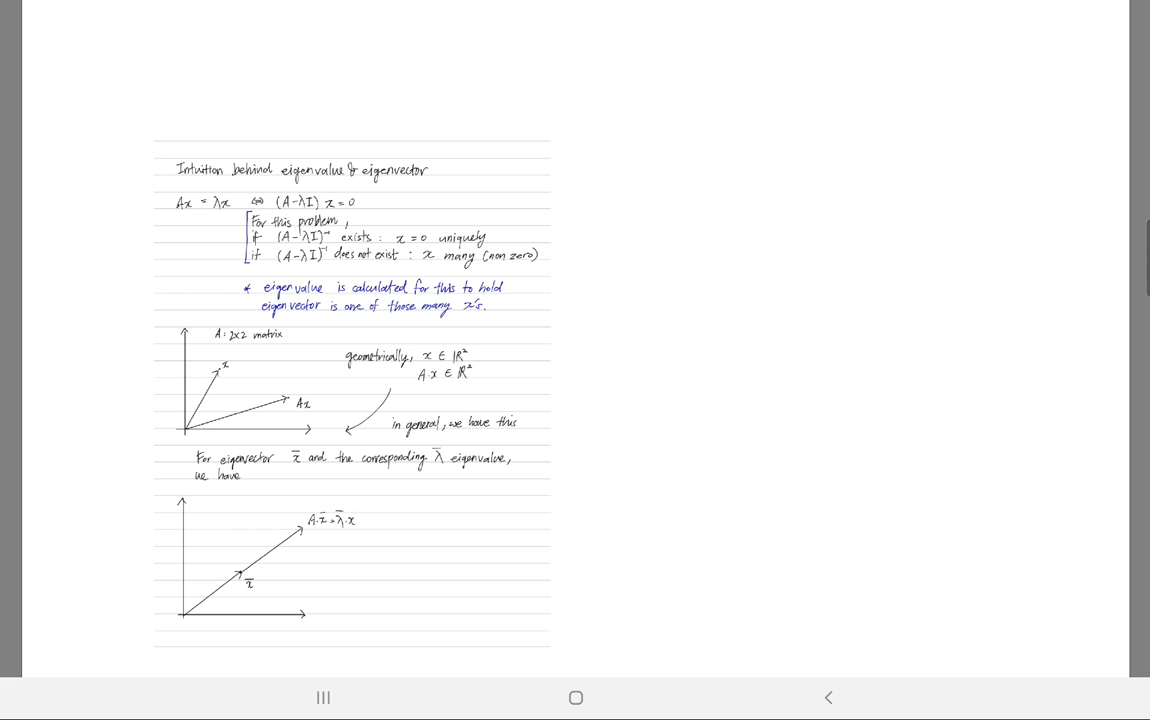 Intuition behind eigenvalue & eigenvector
Ax = λx ⇔ (A-λI) x = 0
For this problem,
if (A-λI)⁻¹ exists : x = 0 uniquely
if (A-λI)⁻¹ does not exist : x many (non zero)
* eigenvalue is calculated for this to hold
eigenvector is one of those many x's.
A : 2x2 matrix
x
Ax
geometrically, x ∈ ℝ²
A·x ∈ ℝ²
in general, we have this
For eigenvector x̄ and the corresponding λ̄ eigenvalue,
we have
A·x̄ = λ̄·x
x̄